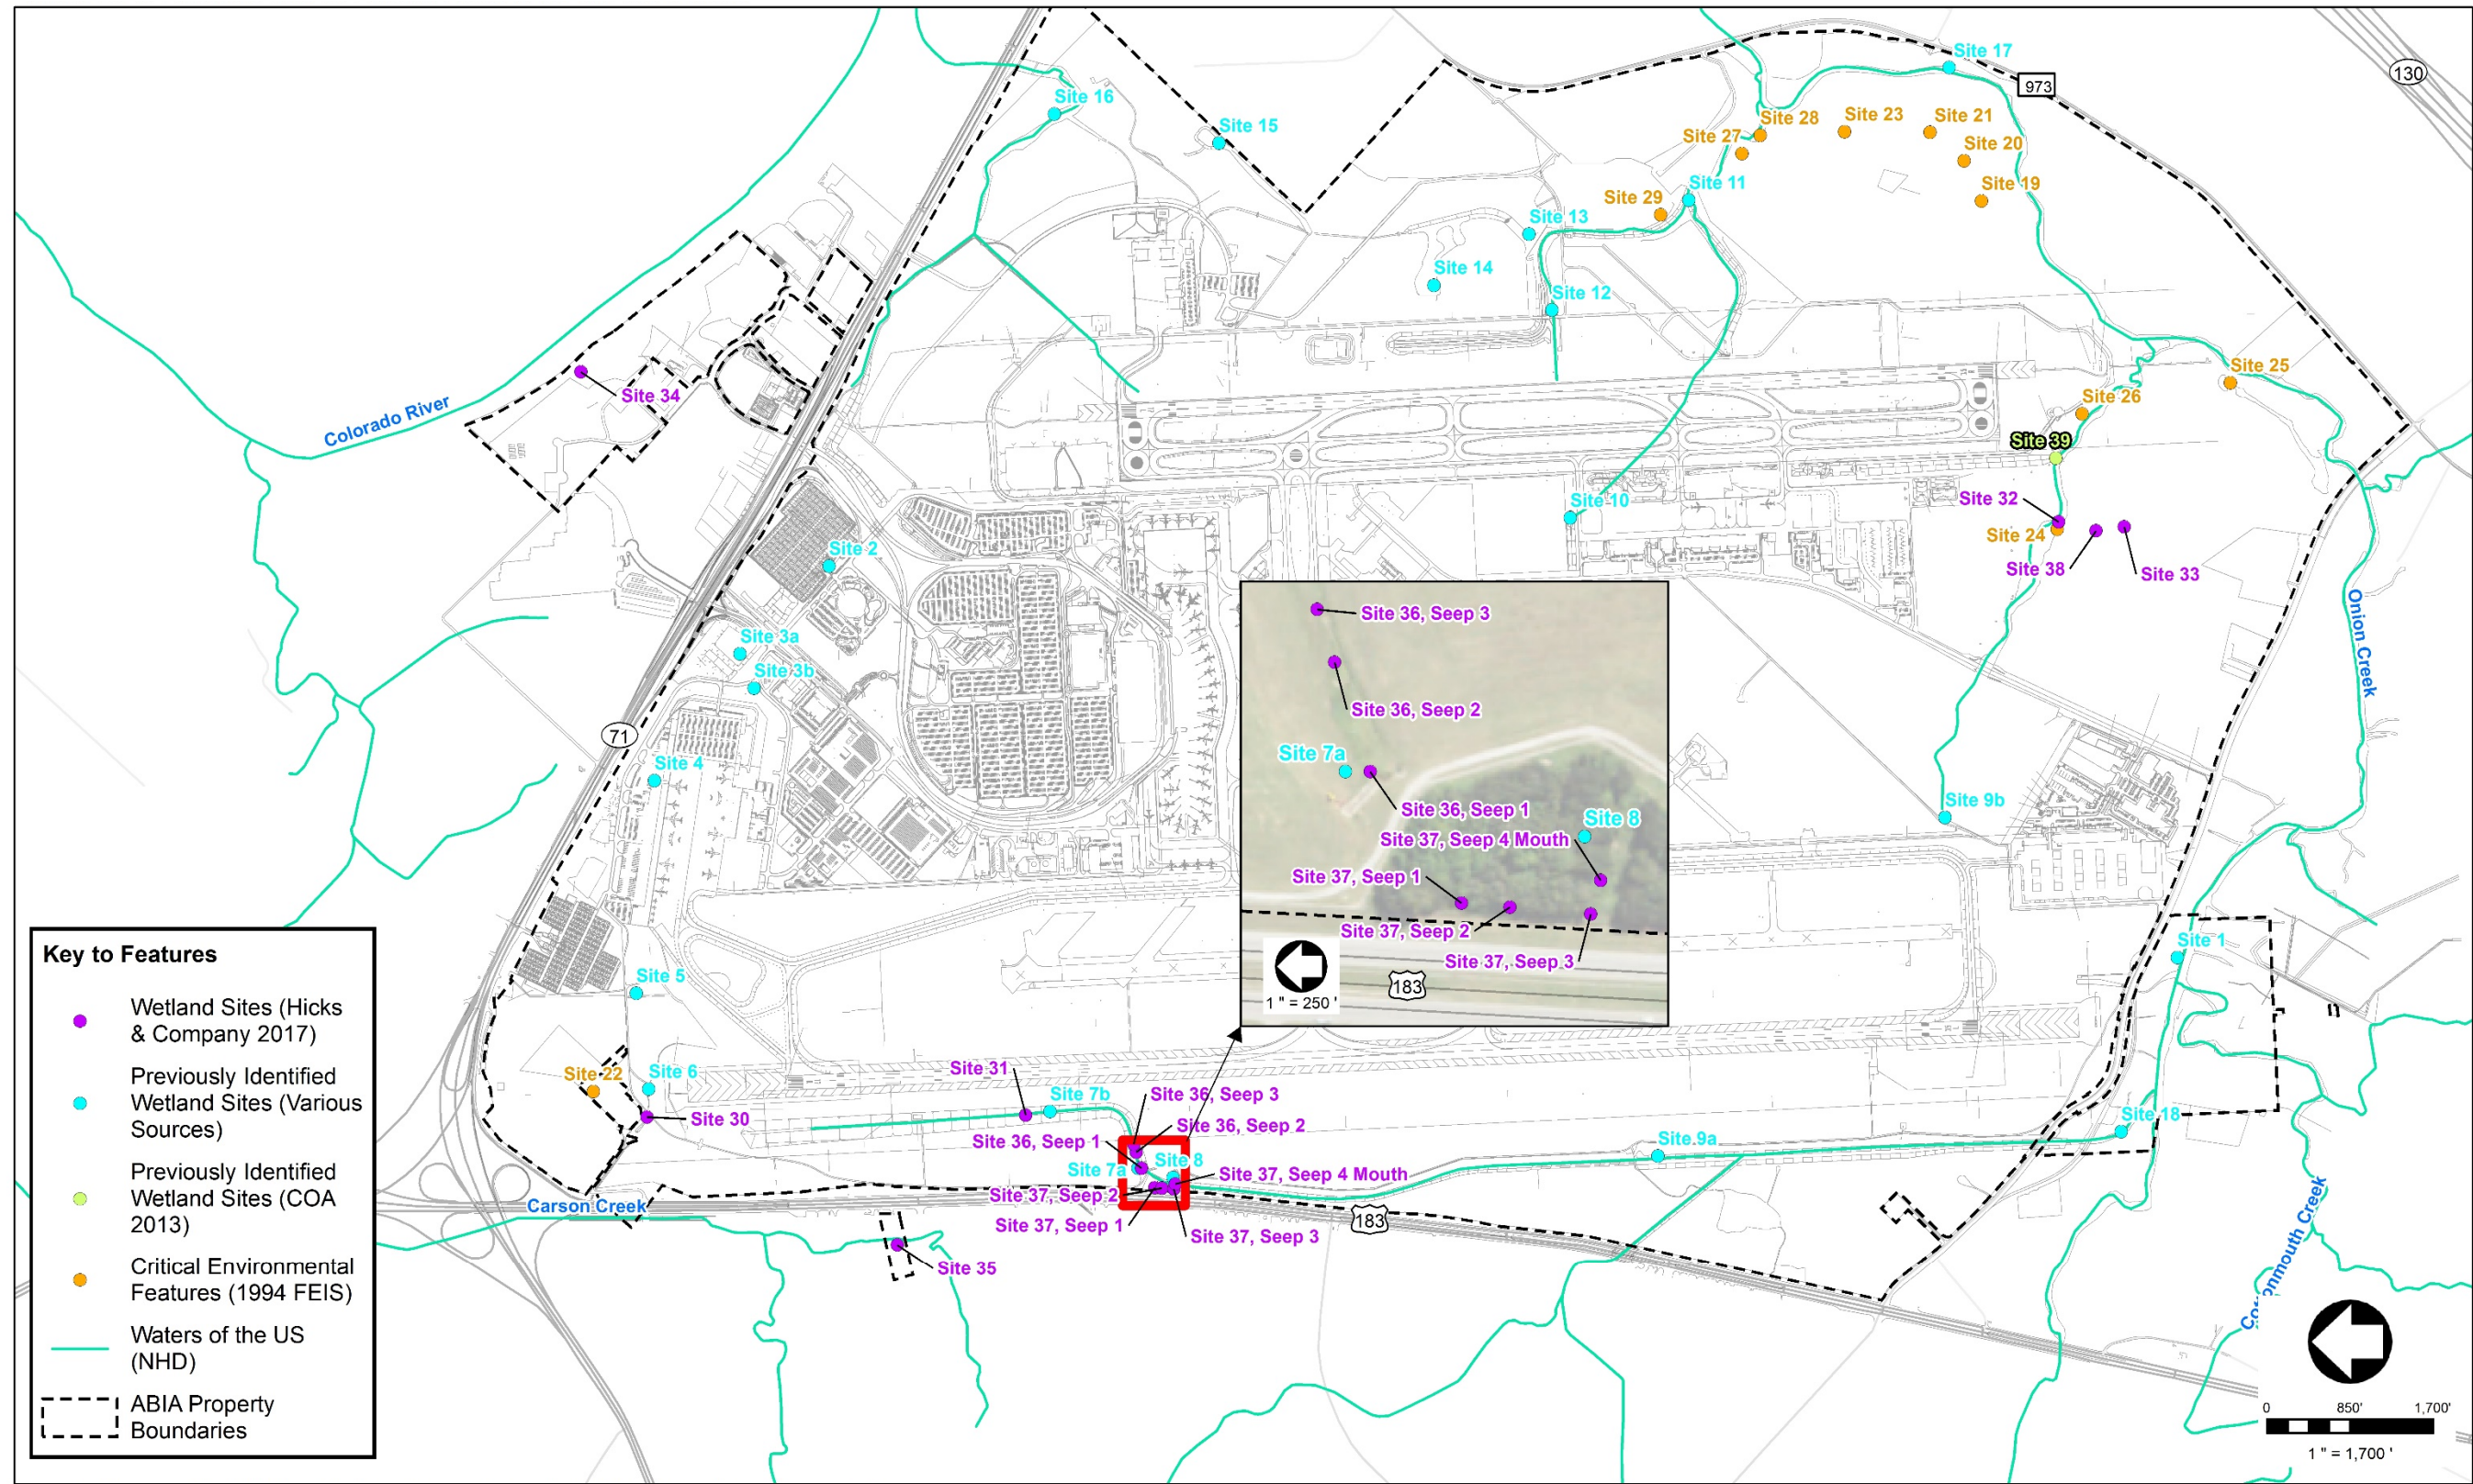 Site 17
130
973
Site 16
Site 15
Site 28
Site 23
Site 21
Site 27
Site 20
Site 11
Site 19
Site 29
Site 13
Site 14
Site 12
Site 34
Colorado River
Site 25
Site 26
Site 39
Site 10
Site 32
Site 24
Site 38
Site 33
Site 2
Site 3a
Site 3b
71
Site 4
Onion Creek
Site 36, Seep 3
Site 36, Seep 2
Site 7a
Site 36, Seep 1
Site 8
Site 37, Seep 4 Mouth
Site 37, Seep 1
Site 37, Seep 2
Site 37, Seep 3
183
1 " = 250 '
Site 9b
Site 1
Site 5
Site 22
Site 6
Site 30
Site 31
Site 7b
Site 36, Seep 3
Site 36, Seep 2
Site 36, Seep 1
Site 7a
Site 8
Site 37, Seep 4 Mouth
Site 37, Seep 2
Site 37, Seep 1
Site 37, Seep 3
Site 9a
Site 18
183
Carson Creek
Site 35
Cottonmouth Creek
Key to Features
Wetland Sites (Hicks
& Company 2017)
Previously Identified
Wetland Sites (Various
Sources)
Previously Identified
Wetland Sites (COA
2013)
Critical Environmental
Features (1994 FEIS)
Waters of the US
(NHD)
ABIA Property
Boundaries
0 850' 1,700'
1 " = 1,700 '